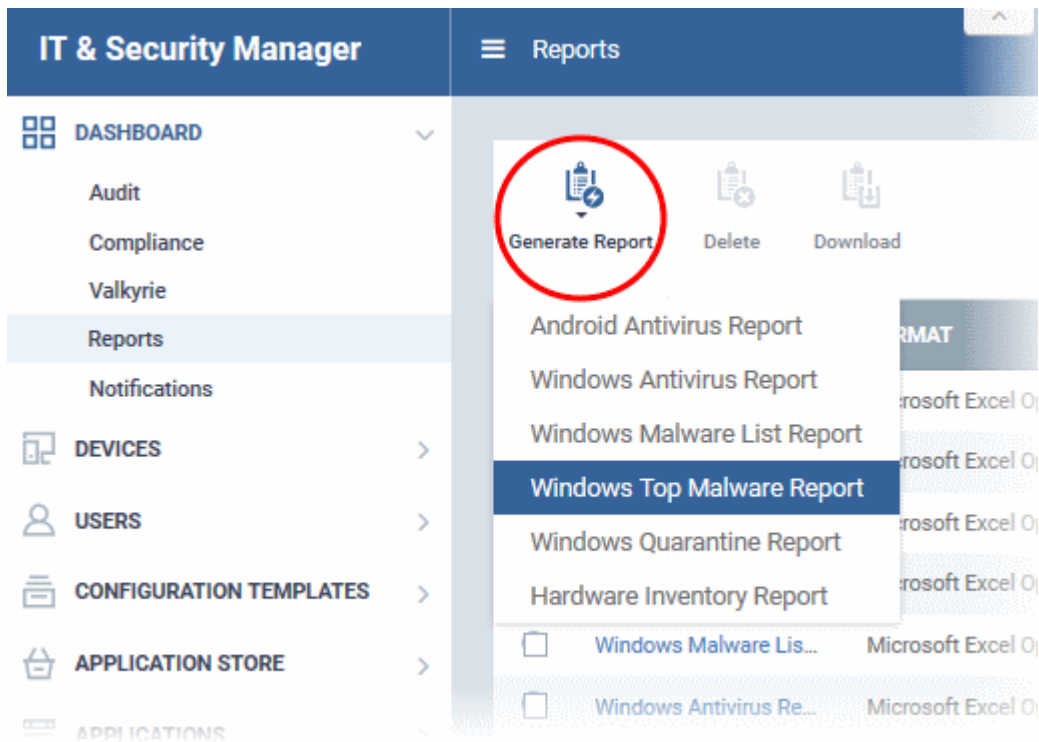 IT & Security Manager
Reports
DASHBOARD
Audit
Compliance
Valkyrie
Reports
Notifications
DEVICES
USERS
CONFIGURATION TEMPLATES
APPLICATION STORE
APPLICATIONS
Generate Report
Delete
Download
Android Antivirus Report
Windows Antivirus Report
Windows Malware List Report
Windows Top Malware Report
Windows Quarantine Report
Hardware Inventory Report
RMAT
crosoft Excel O
rosoft Excel O
rosoft Excel O
crosoft Excel O
Windows Malware Lis... Microsoft Excel O
Windows Antivirus Re... Microsoft Excel O